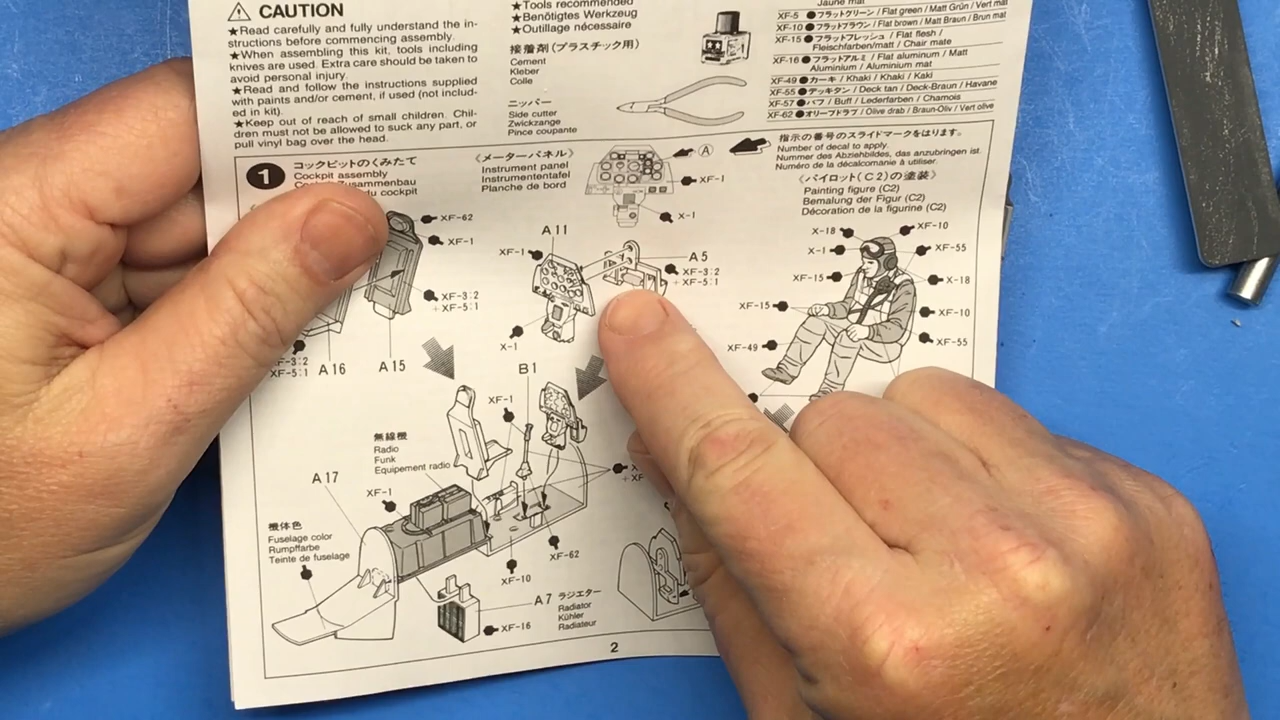 CAUTION
★Read carefully and fully understand the in-
structions before commencing assembly.
★When assembling this kit, tools including
knives are used. Extra care should be taken to
avoid personal injury.
★Read and follow the instructions supplied
with paints and/or cement, if used (not includ-
ed in kit).
★Keep out of reach of small children. Chil-
dren must not be allowed to suck any part, or
pull vinyl bag over the head.
★Tools recommended
★Benötigtes Werkzeug
★Outillage nécessaire
接着剤(プラスチック用)
Cement
Kleber
Colle
ニッパー
Side cutter
Zwickzange
Pince coupante
Jaune mat
XF-5 ●フラットグリーン / Flat green / Matt Grün / Vert mat
XF-10 ●フラットブラウン / Flat brown / Matt Braun / Brun mat
XF-15 ●フラットフレッシュ / Flat flesh /
Fleischfarben/matt / Chair mate
XF-16 ●フラットアルミ / Flat aluminum / Matt
Aluminium / Aluminium mat
XF-49 ●カーキ / Khaki / Khaki / Kaki
XF-55 ●デッキタン / Deck tan / Deck-Braun / Havane
XF-57 ●バフ / Buff / Lederfarben / Chamois
XF-62 ●オリーブドラブ / Olive drab / Braun-Oliv / Vert olive
1
コックピットのくみたて
Cockpit assembly
usammenbau
du cockpit
《メーターパネル》
Instrument panel
Instrumententafel
Planche de bord
A
XF-1
X-1
指示の番号のスライドマークをはります。
Number of decal to apply.
Nummer des Abziehbildes, das anzubringen ist.
Numéro de la décalcomanie à utiliser.
《パイロット(C2)の塗装》
Painting figure (C2)
Bemalung der Figur (C2)
Décoration de la figurine (C2)
XF-62
XF-1
XF-3:2
+XF-5:1
XF-3:2
XF-5:1
A16
A15
A11
XF-1
X-1
A5
XF-3:2
+XF-5:1
X-18
XF-10
X-1
XF-55
XF-15
X-18
XF-15
XF-10
XF-49
XF-55
B1
XF-1
+XF
無線機
Radio
Funk
Equipement radio
A17
XF-1
機体色
Fuselage color
Rumpffarbe
Teinte de fuselage
XF-62
XF-10
A7
ラジエター
Radiator
Kühler
Radiateur
XF-16
2